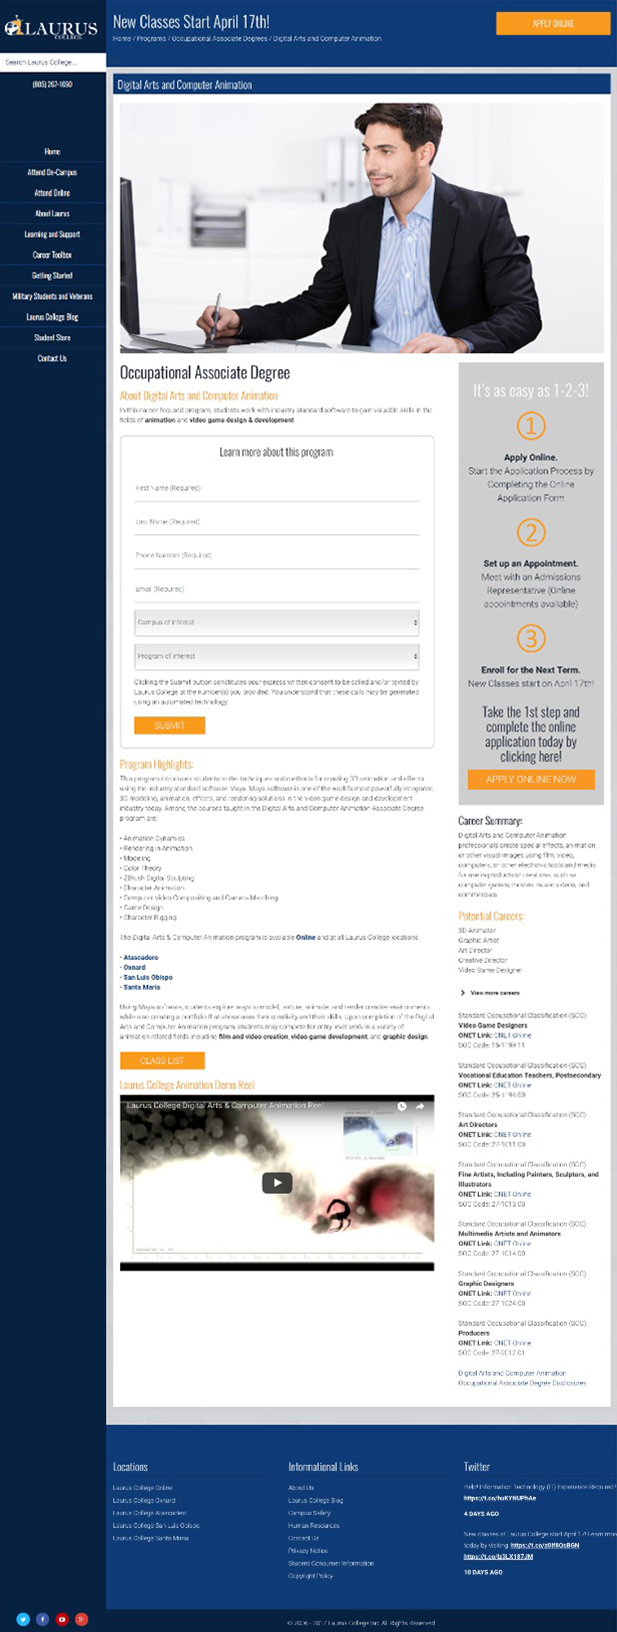 LAURUS
COLLEGE
Search Laurus College...
(805) 267-1690
Home
Attend On-Campus
Attend Online
About Laurus
Learning and Support
Career Toolbox
Getting Started
Military Students and Veterans
Laurus College Blog
Student Store
Contact Us
New Classes Start April 17th!
Home / Programs / Occupational Associate Degrees / Digital Arts and Computer Animation
APPLY ONLINE
Digital Arts and Computer Animation
Occupational Associate Degree
About Digital Arts and Computer Animation
In this career focused program, students work with industry standard software to gain valuable skills in the
fields of animation and video game design & development
Learn more about this program
First Name (Required)
Last Name (Required)
Phone Number (Required)
Email (Required)
Campus of Interest
Program of Interest
Clicking the Submit button constitutes your express written consent to be called and/or texted by
Laurus College at the number(s) you provided. You understand that these calls may be generated
using an automated technology.
SUBMIT
Program Highlights:
This program introduces students to the techniques and methods for creating 3D animation and effects
using the industry standard software Maya. Maya software is one of the world's most powerfully integrated
3D modeling, animation, effects, and rendering solutions in the video game design and development
industry today. Among the courses taught in the Digital Arts and Computer Animation Associate Degree
program are:
• Animation Dynamics
• Rendering in Animation
• Modeling
• Color Theory
• ZBrush Digital Sculpting
• Character Animation
• Computer Video Compositing and Camera Matching
• Game Design
• Character Rigging
The Digital Arts & Computer Animation program is available Online and at all Laurus College locations
• Atascadero
• Oxnard
• San Luis Obispo
• Santa Maria
Using Maya software, students explore ways to model, texture, animate, and render creative environments
while also creating a portfolio that showcases their creativity and their skills. Upon completion of the Digital
Arts and Computer Animation program, students may compete for entry level work in a variety of
animation related fields including film and video creation, video game development, and graphic design.
CLASS LIST
Laurus College Animation Demo Reel
Laurus College Digital Arts & Computer Animation Reel
It's as easy as 1-2-3!
1
Apply Online.
Start the Application Process by
Completing the Online
Application Form
2
Set up an Appointment.
Meet with an Admissions
Representative (Online
appointments available)
3
Enroll for the Next Term.
New Classes start on April 17th!
Take the 1st step and
complete the online
application today by
clicking here!
APPLY ONLINE NOW
Career Summary:
Digital Arts and Computer Animation
professionals create special effects, animation,
or other visual images using film, video,
computers, or other electronic tools and media
for use in products or creations, such as
computer games, movies, music videos, and
commercials.
Potential Careers:
3D Animator
Graphic Artist
Art Director
Creative Director
Video Game Designer
View more careers
Standard Occupational Classification (SOC)
Video Game Designers
ONET Link: ONET Online
SOC Code: 15-1199.11
Standard Occupational Classification (SOC)
Vocational Education Teachers, Postsecondary
ONET Link: ONET Online
SOC Code: 25-1194.00
Standard Occupational Classification (SOC)
Art Directors
ONET Link: ONET Online
SOC Code: 27-1011.00
Standard Occupational Classification (SOC)
Fine Artists, Including Painters, Sculptors, and
Illustrators
ONET Link: ONET Online
SOC Code: 27-1013.00
Standard Occupational Classification (SOC)
Multimedia Artists and Animators
ONET Link: ONET Online
SOC Code: 27-1014.00
Standard Occupational Classification (SOC)
Graphic Designers
ONET Link: ONET Online
SOC Code: 27-1024.00
Standard Occupational Classification (SOC)
Producers
ONET Link: ONET Online
SOC Code: 27-2012.01
Digital Arts and Computer Animation
Occupational Associate Degree Disclosures
Locations
Laurus College Online
Laurus College Oxnard
Laurus College Atascadero
Laurus College San Luis Obispo
Laurus College Santa Maria
Informational Links
About Us
Laurus College Blog
Campus Safety
Human Resources
Contact Us
Privacy Notice
Student Consumer Information
Copyright Policy
Twitter
Help! Information Technology (IT) Experience Required?
https://t.co/huKYNUPhAe
4 DAYS AGO
New classes at Laurus College start April 17! Learn more
today by visiting:
10 DAYS AGO
© 2006 - 2017 Laurus College Inc. All Rights Reserved